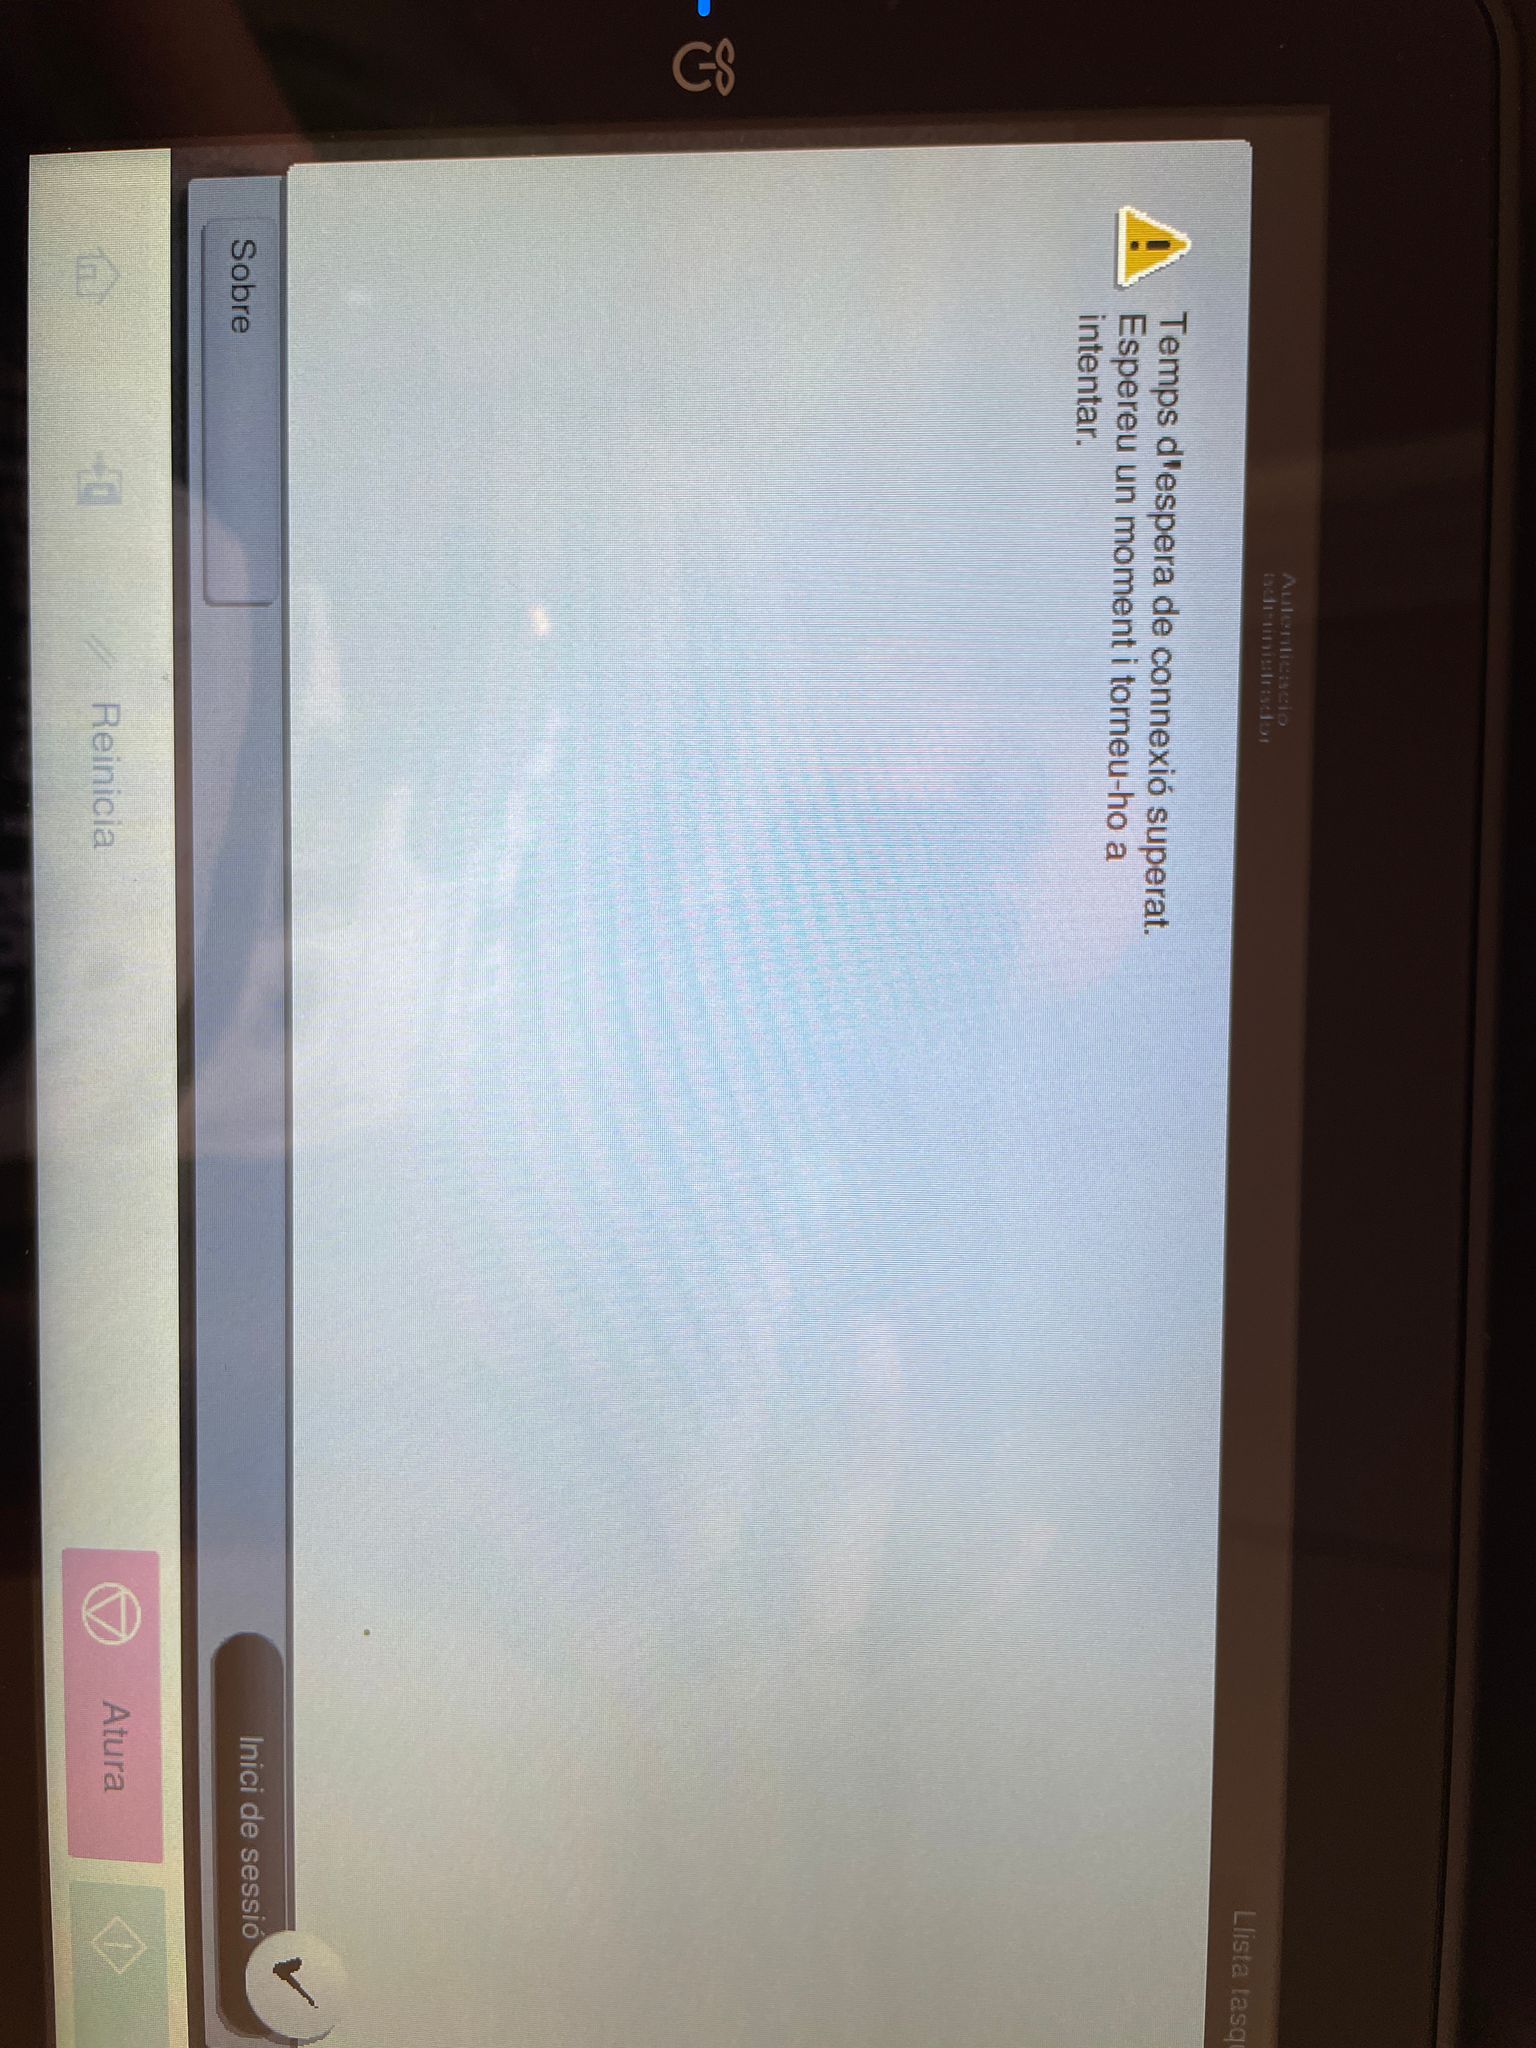 Autenticació
administrador
Llista tasq
Temps d'espera de connexió superat.
Espereu un moment i torneu-ho a
intentar.
Sobre
Inici de sessió
Reinicia
Atura